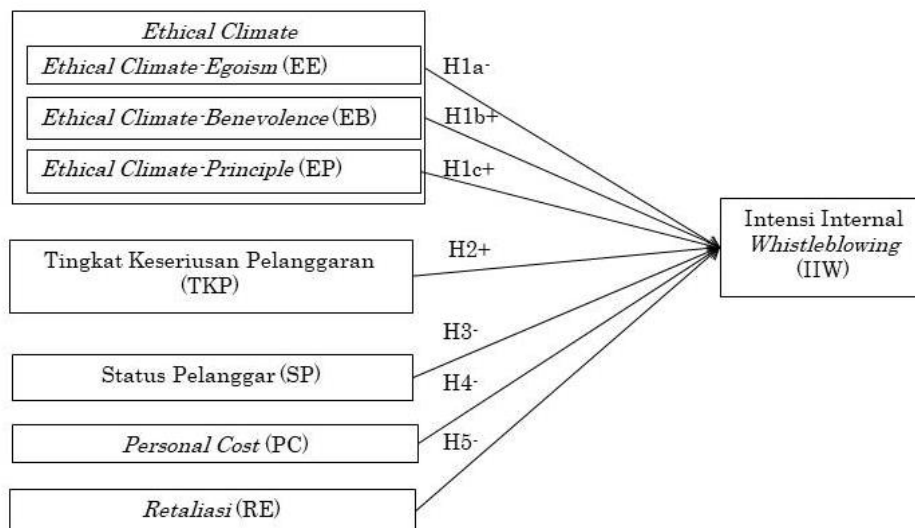 Ethical Climate
Ethical Climate-Egoism (EE)
H1a-
Ethical Climate-Benevolence (EB)
H1b+
Ethical Climate-Principle (EP)
H1c+
Intensi Internal
Whistleblowing
(IIW)
Tingkat Keseriusan Pelanggaran
(TKP)
H2+
Status Pelanggar (SP)
H3-
H4-
Personal Cost (PC)
H5-
Retaliasi (RE)